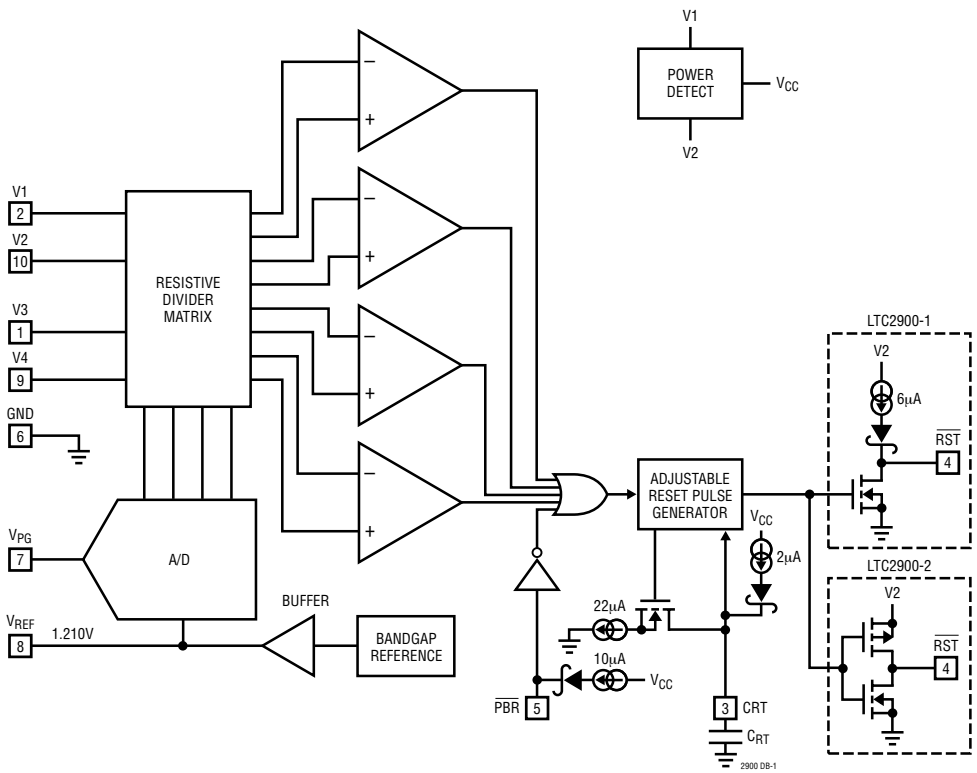 V1
POWER
DETECT
VCC
V2
−
+
−
+
−
+
−
+
V1
2
V2
10
V3
1
V4
9
GND
6
RESISTIVE
DIVIDER
MATRIX
VPG
7
A/D
VREF
8
1.210V
BUFFER
BANDGAP
REFERENCE
ADJUSTABLE
RESET PULSE
GENERATOR
VCC
2µA
22µA
10µA
VCC
PBR
5
3
CRT
CRT
2900 DB-1
LTC2900-1
V2
6µA
RST
4
LTC2900-2
V2
RST
4